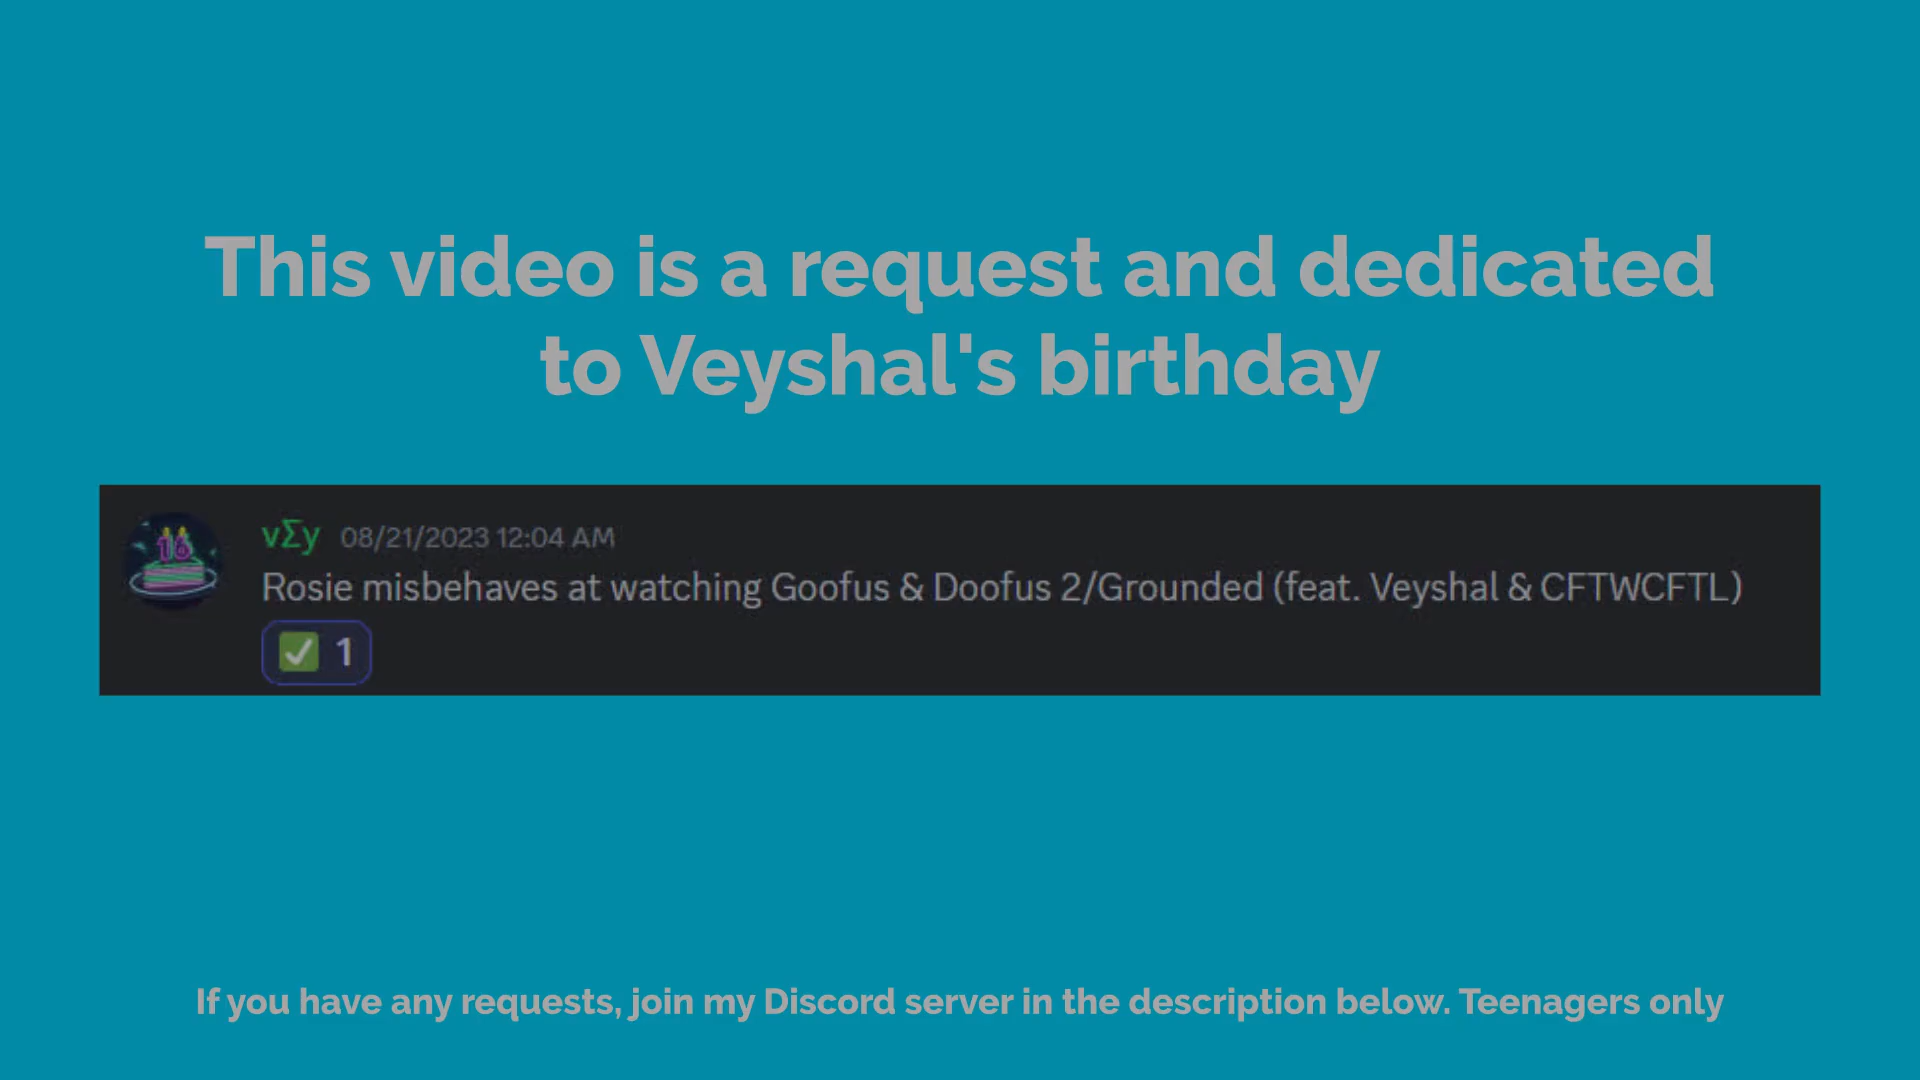 This video is a request and dedicated
to Veyshal's birthday
16
vΣy 08/21/2023 12:04 AM
Rosie misbehaves at watching Goofus & Doofus 2/Grounded (feat. Veyshal & CFTWCFTL)
✅ 1
If you have any requests, join my Discord server in the description below. Teenagers only